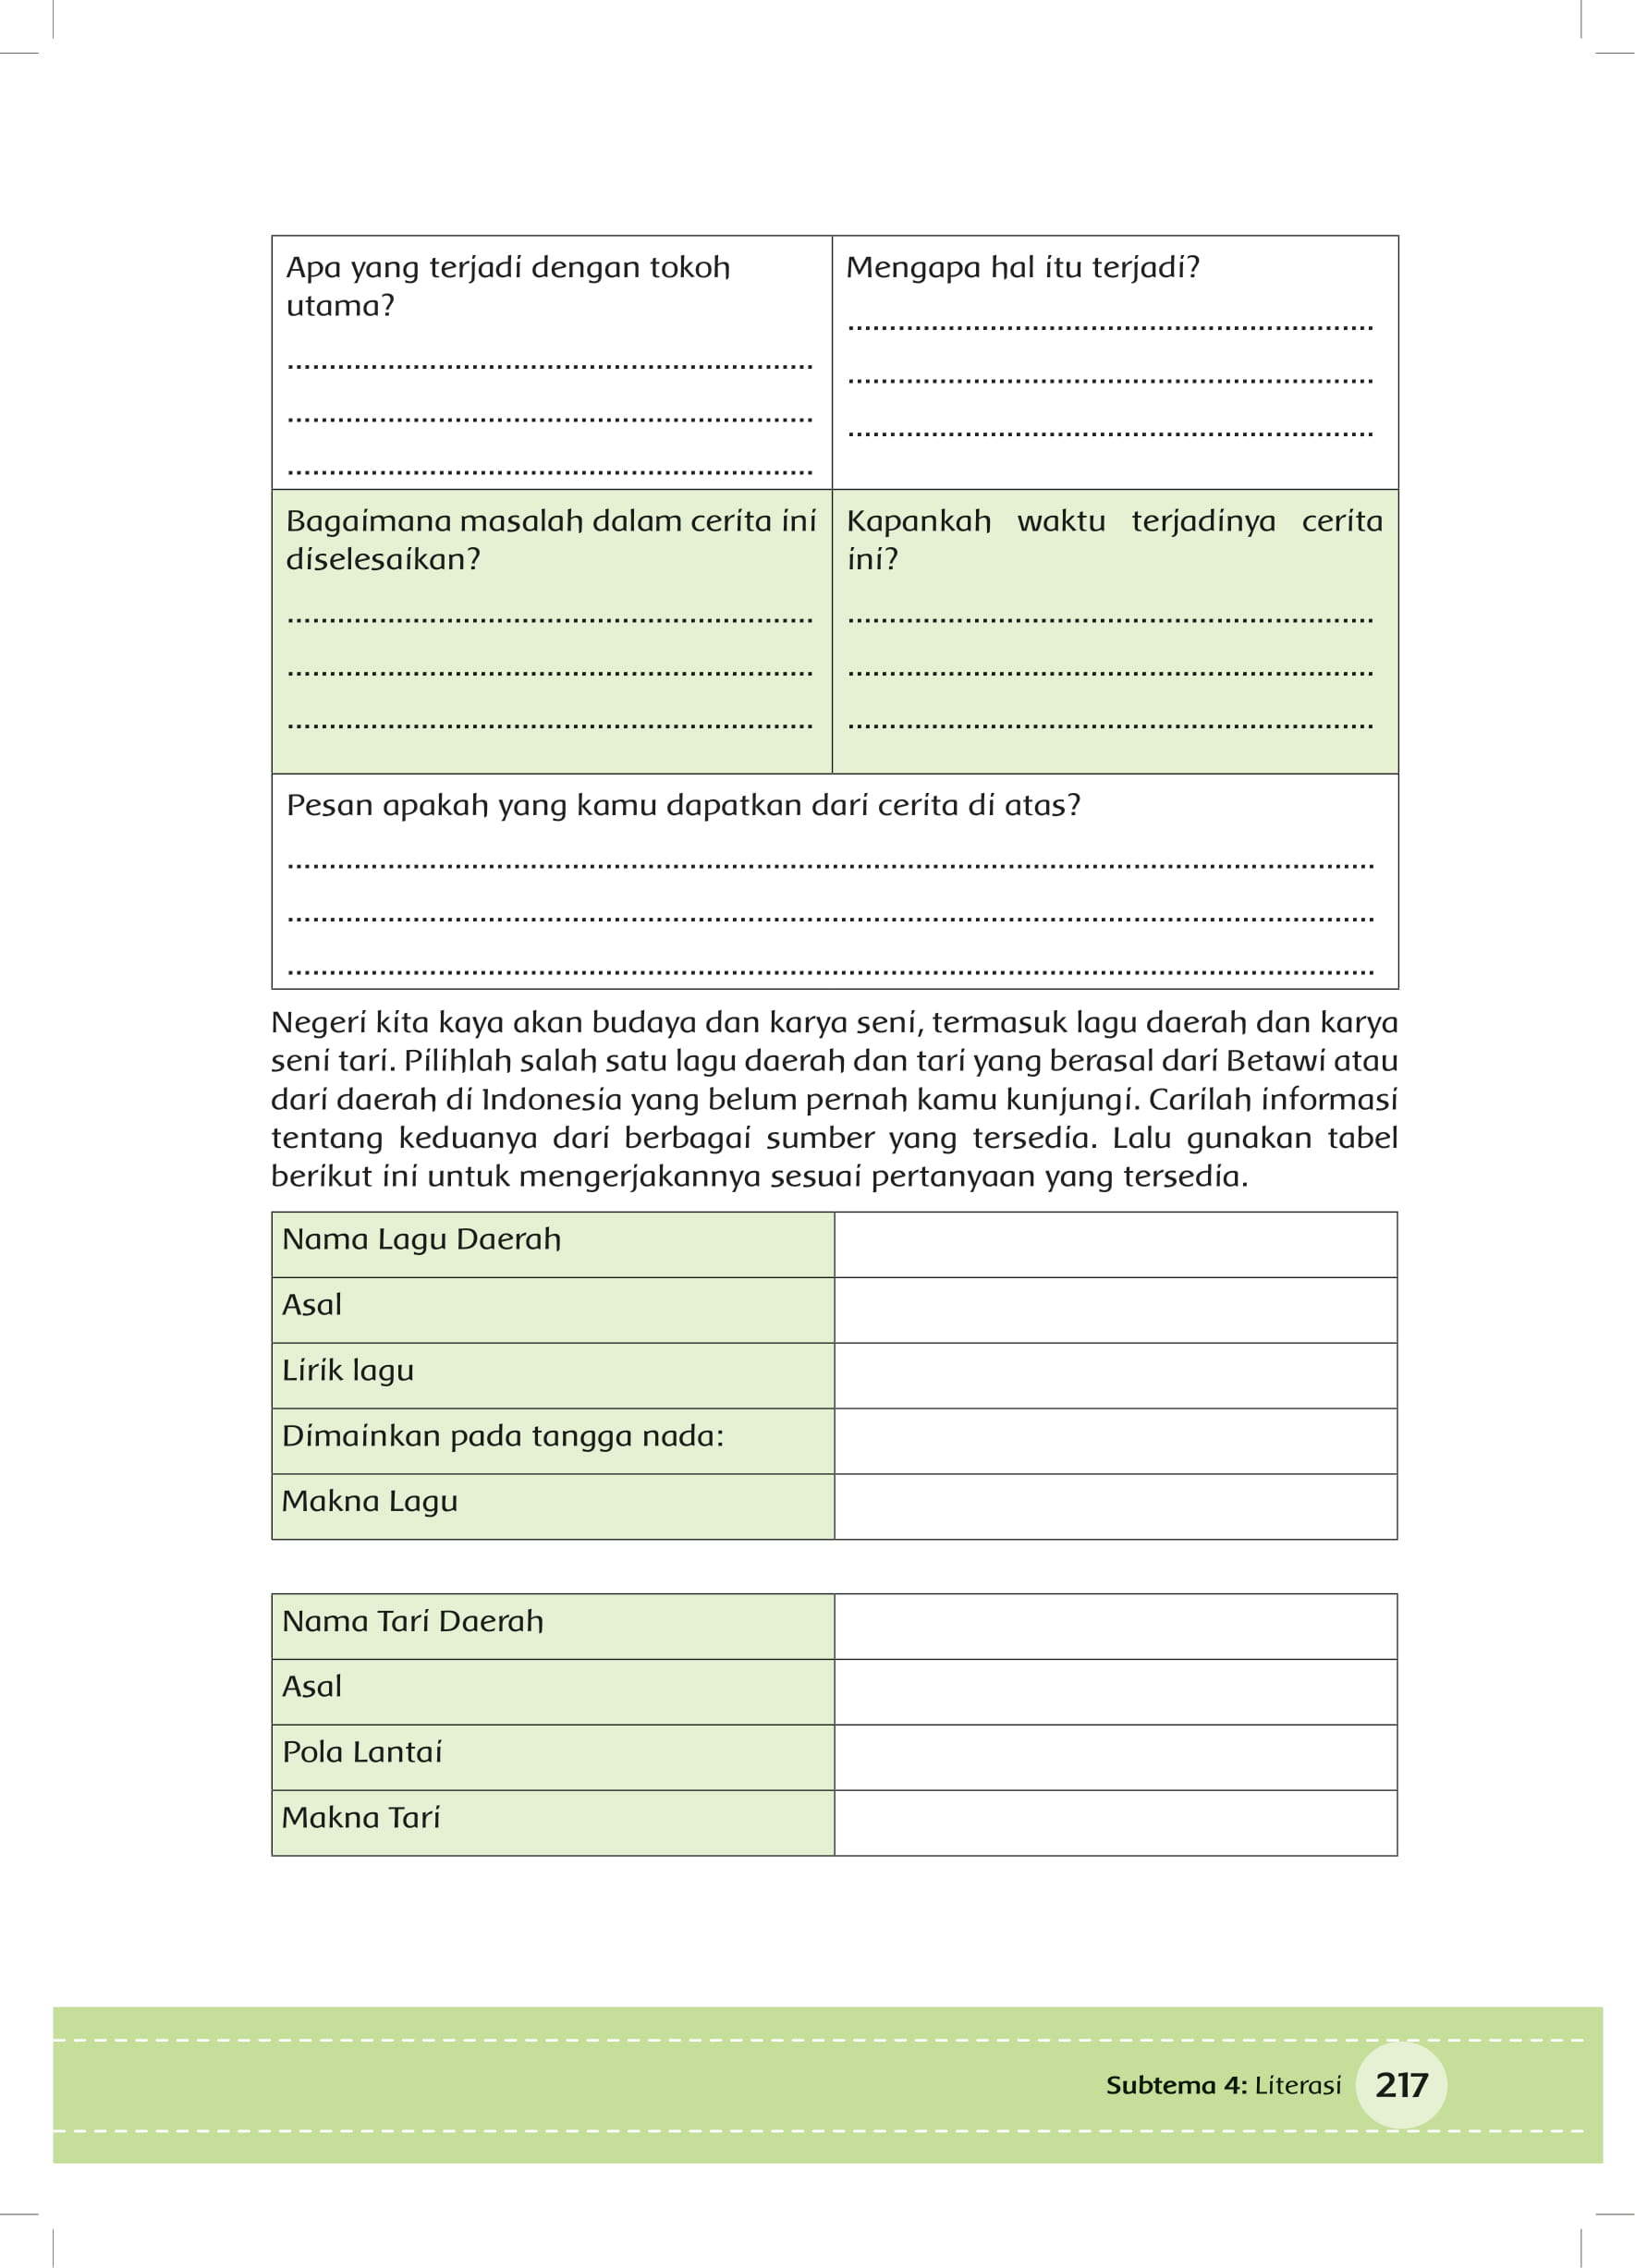 Apa yang terjadi dengan tokoh
utama?
............................................................
............................................................
............................................................
Mengapa hal itu terjadi?
............................................................
............................................................
............................................................
Bagaimana masalah dalam cerita ini
diselesaikan?
............................................................
............................................................
............................................................
Kapankah waktu terjadinya cerita
ini?
............................................................
............................................................
............................................................
Pesan apakah yang kamu dapatkan dari cerita di atas?
............................................................................................................................
............................................................................................................................
............................................................................................................................
Negeri kita kaya akan budaya dan karya seni, termasuk lagu daerah dan karya
seni tari. Pilihlah salah satu lagu daerah dan tari yang berasal dari Betawi atau
dari daerah di Indonesia yang belum pernah kamu kunjungi. Carilah informasi
tentang keduanya dari berbagai sumber yang tersedia. Lalu gunakan tabel
berikut ini untuk mengerjakannya sesuai pertanyaan yang tersedia.
Nama Lagu Daerah
Asal
Lirik lagu
Dimainkan pada tangga nada:
Makna Lagu
Nama Tari Daerah
Asal
Pola Lantai
Makna Tari
Subtema 4: Literasi 217